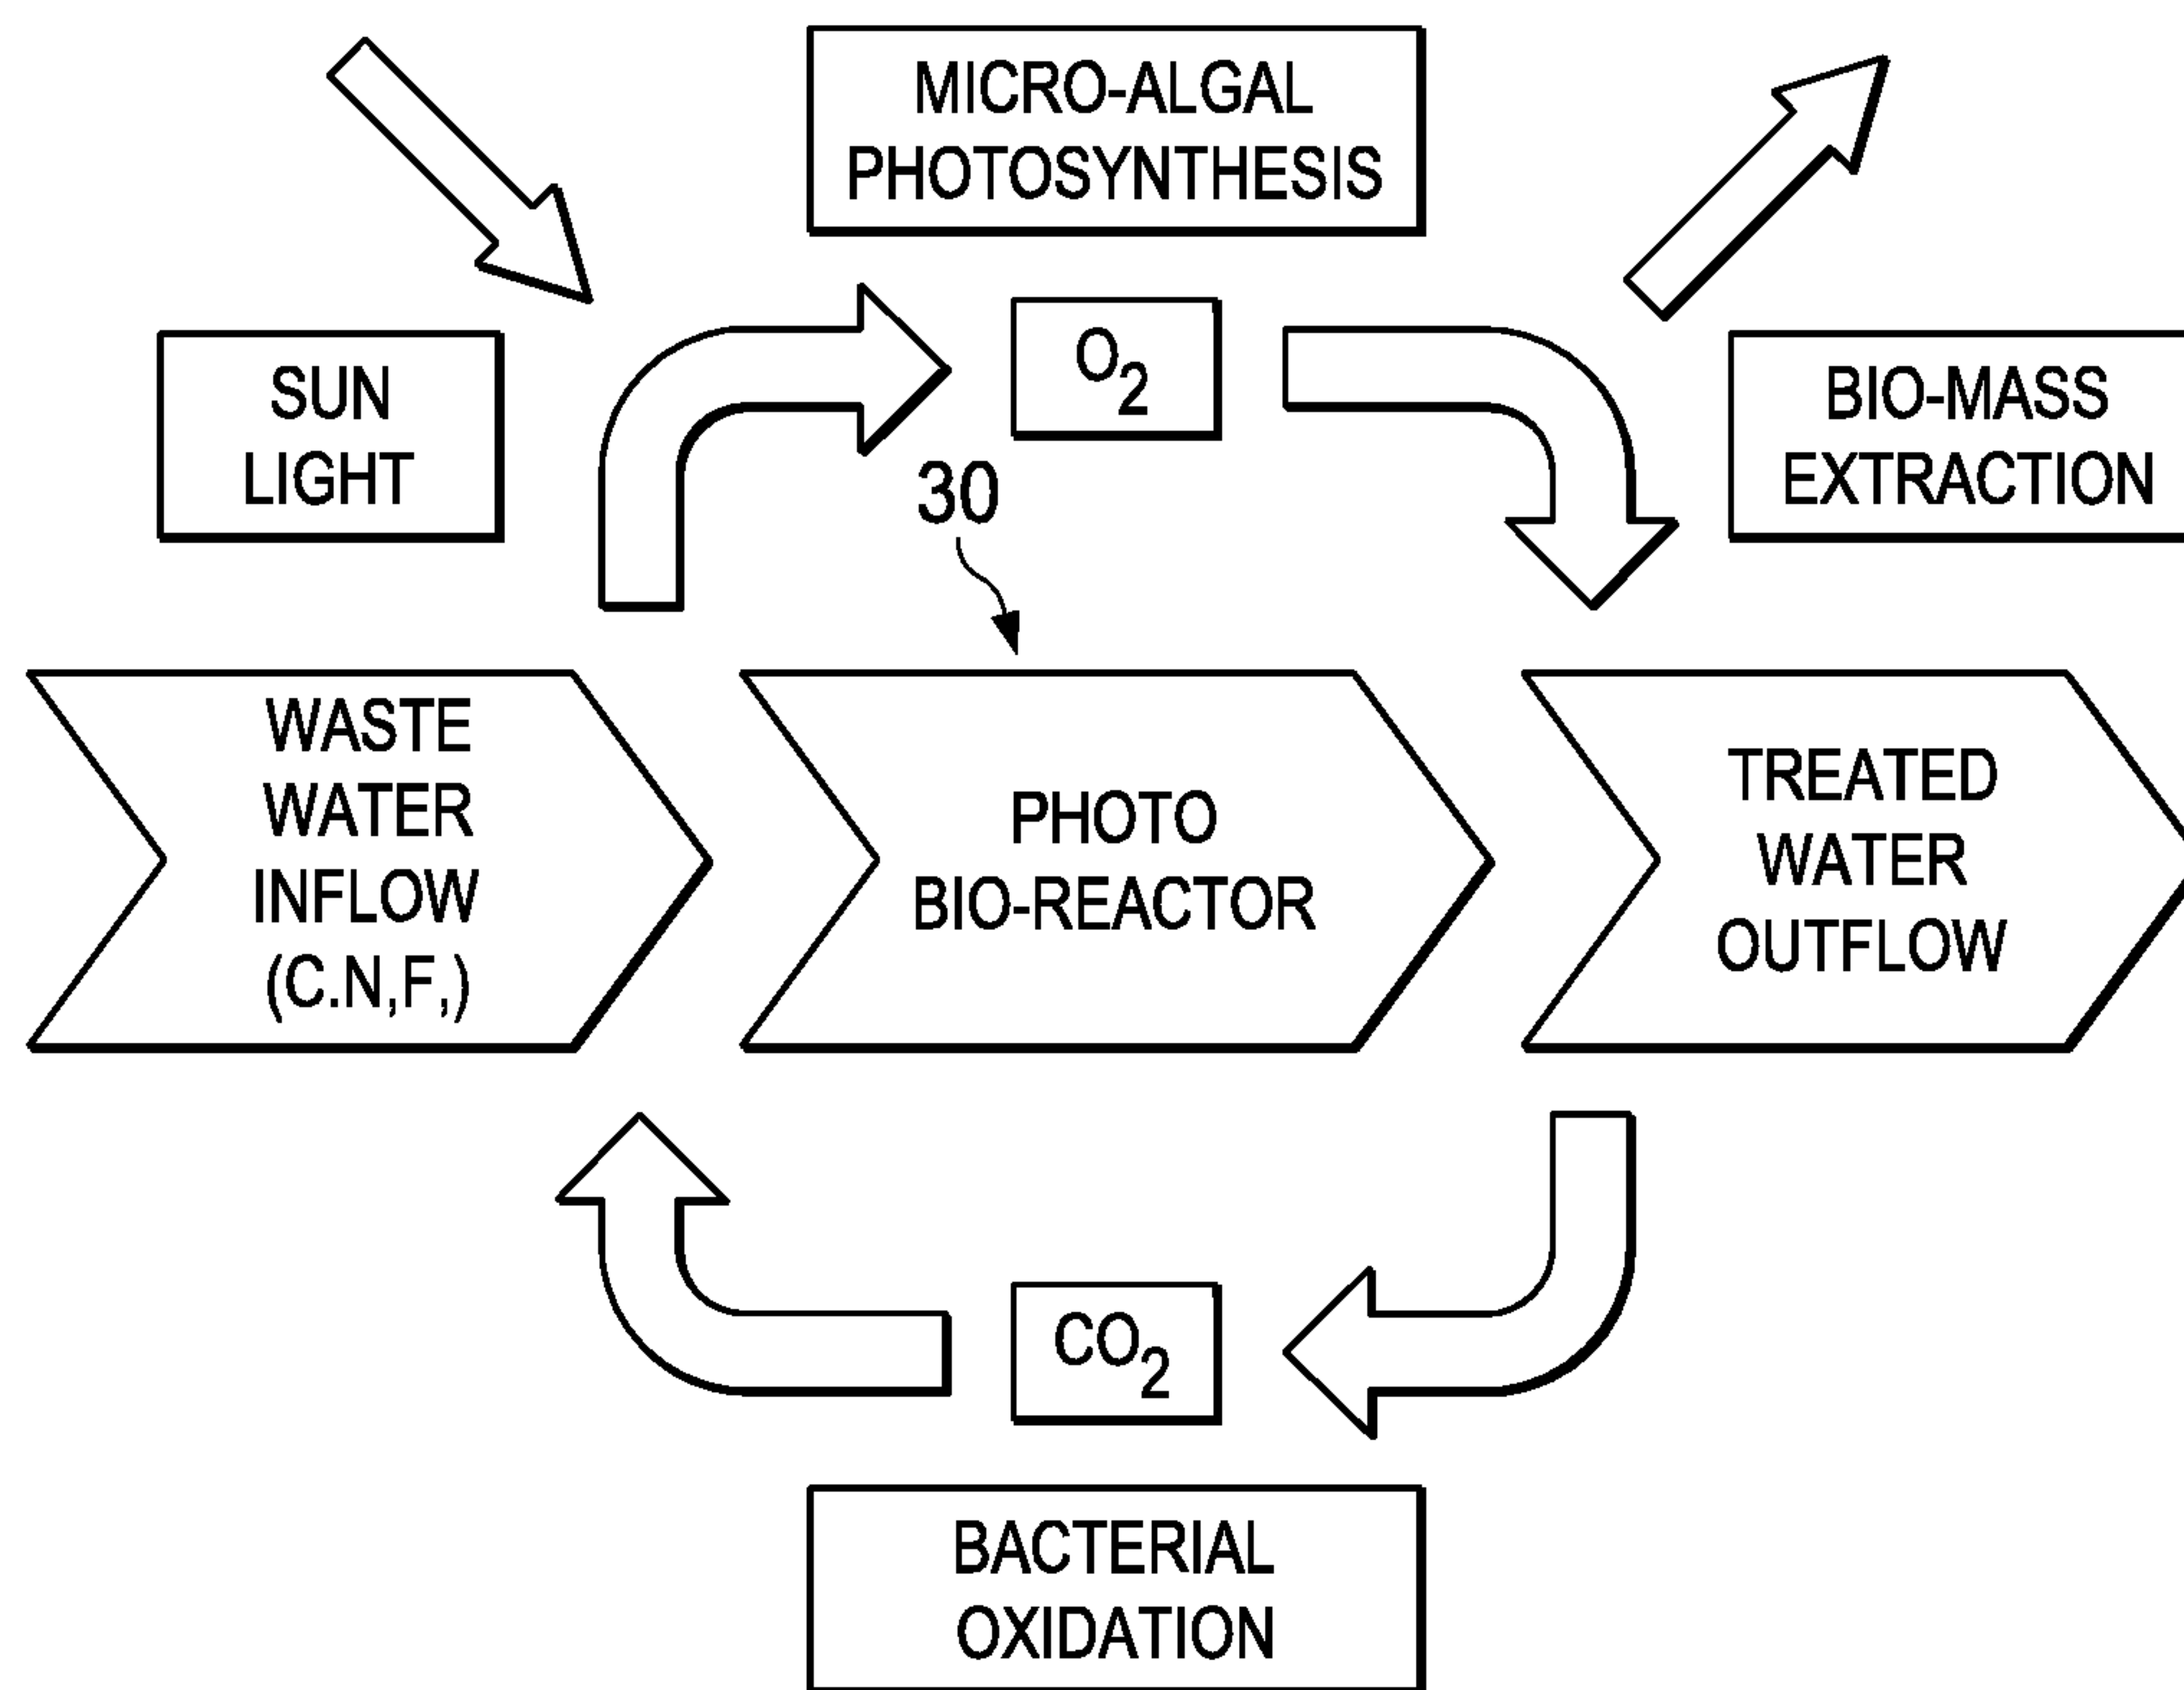 MICRO-ALGAL
PHOTOSYNTHESIS
SUN
LIGHT
O2
BIO-MASS
EXTRACTION
30
WASTE
WATER
INFLOW
(C.N,F,)
PHOTO
BIO-REACTOR
TREATED
WATER
OUTFLOW
CO2
BACTERIAL
OXIDATION